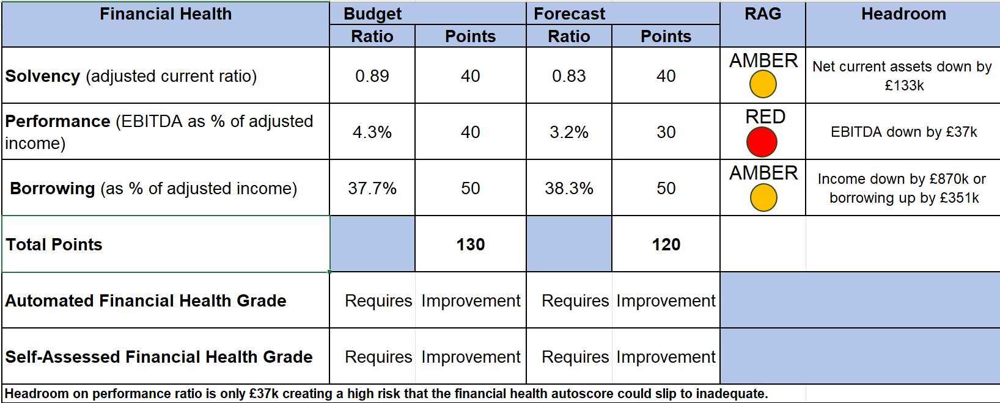 Financial Health Budget Forecast RAG Headroom
Ratio Points Ratio Points
Solvency (adjusted current ratio) 0.89 40 0.83 40 AMBER Net current assets down by
£133k
Performance (EBITDA as % of adjusted
income) 4.3% 40 3.2% 30 RED EBITDA down by £37k
Borrowing (as % of adjusted income) 37.7% 50 38.3% 50 AMBER Income down by £870k or
borrowing up by £351k
Total Points 130 120
Automated Financial Health Grade Requires Improvement Requires Improvement
Self-Assessed Financial Health Grade Requires Improvement Requires Improvement
Headroom on performance ratio is only £37k creating a high risk that the financial health autoscore could slip to inadequate.